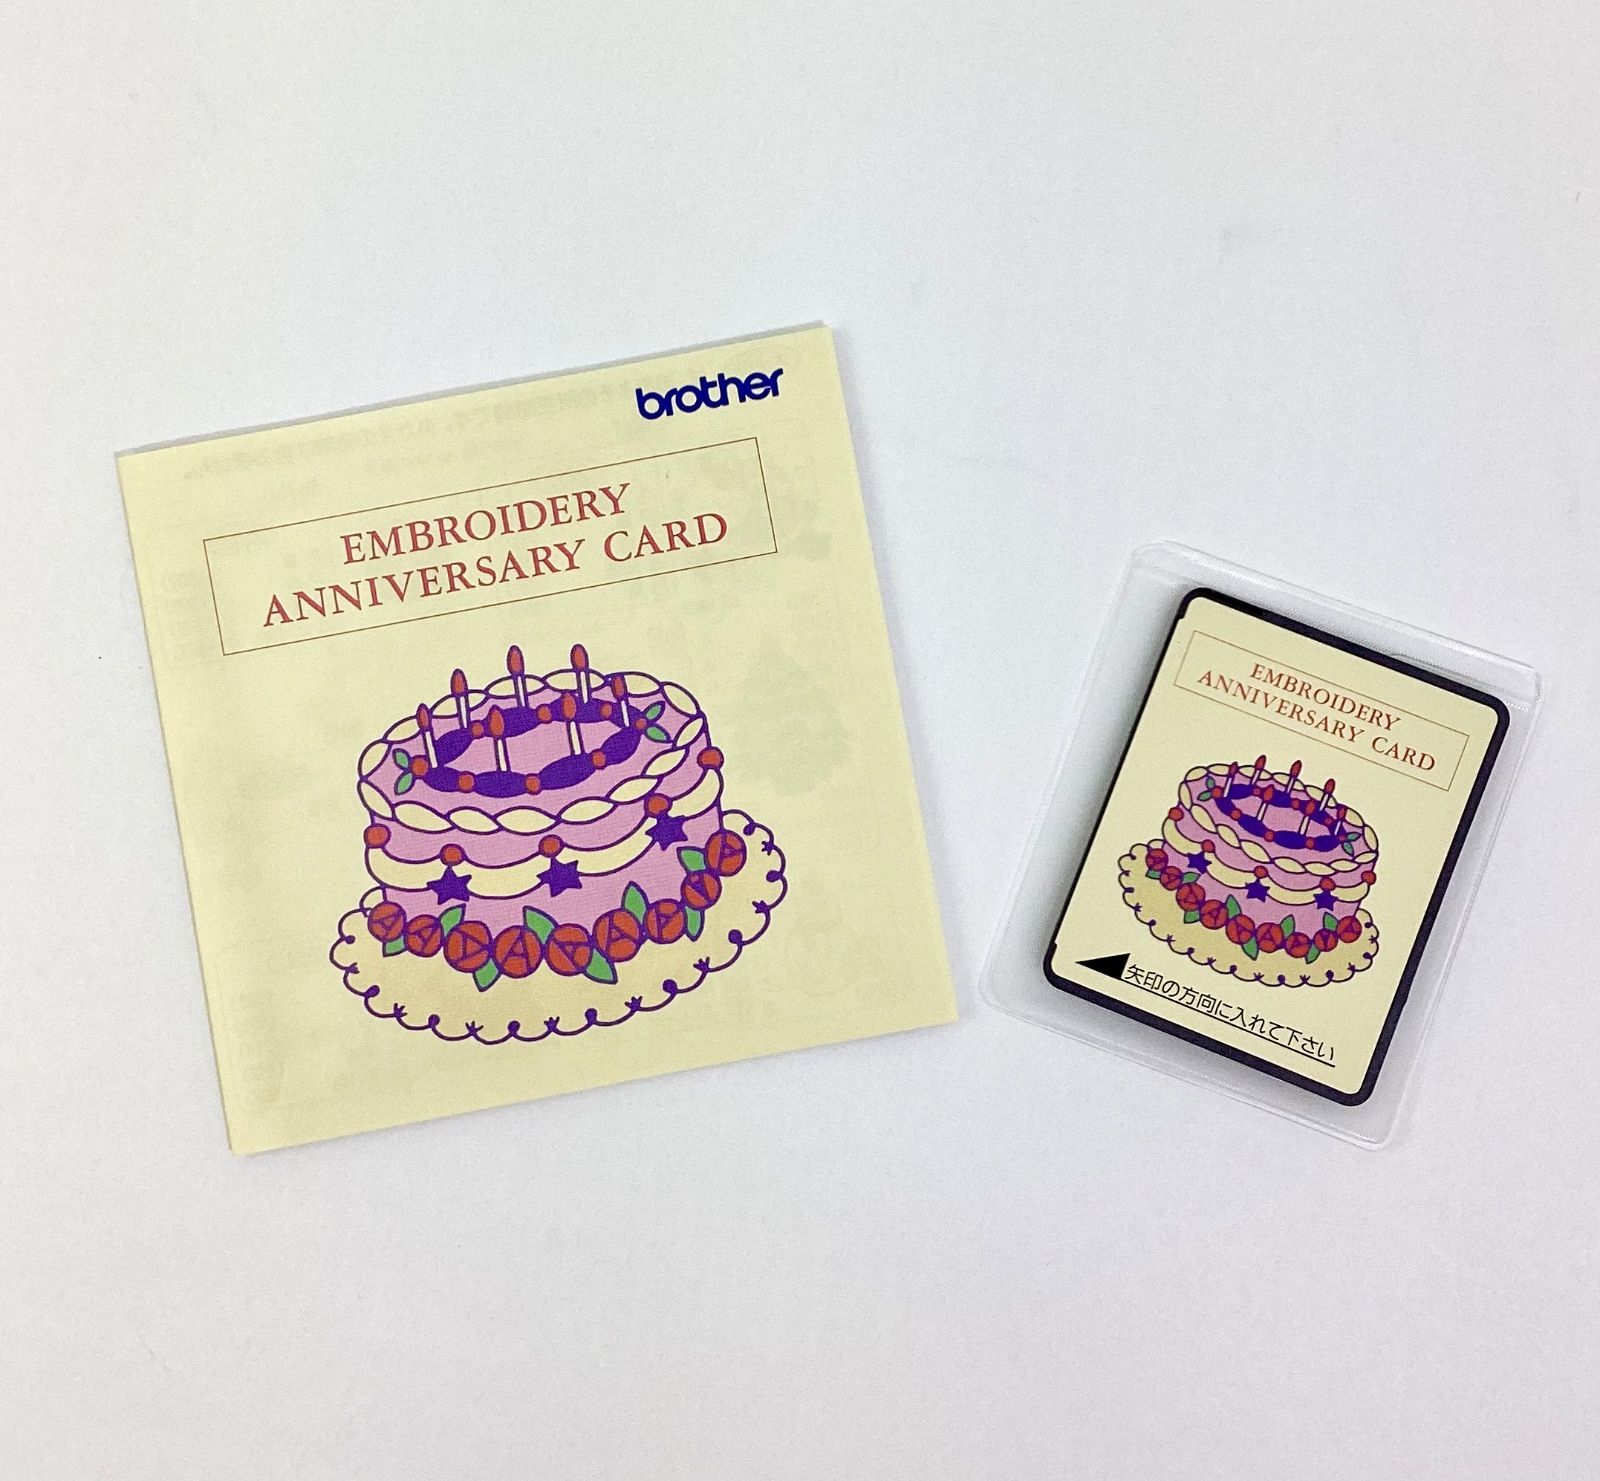 brother
EMBROIDERY
ANNIVERSARY CARD
EMBROIDERY
ANNIVERSARY CARD
矢印の方向に入れて下さい